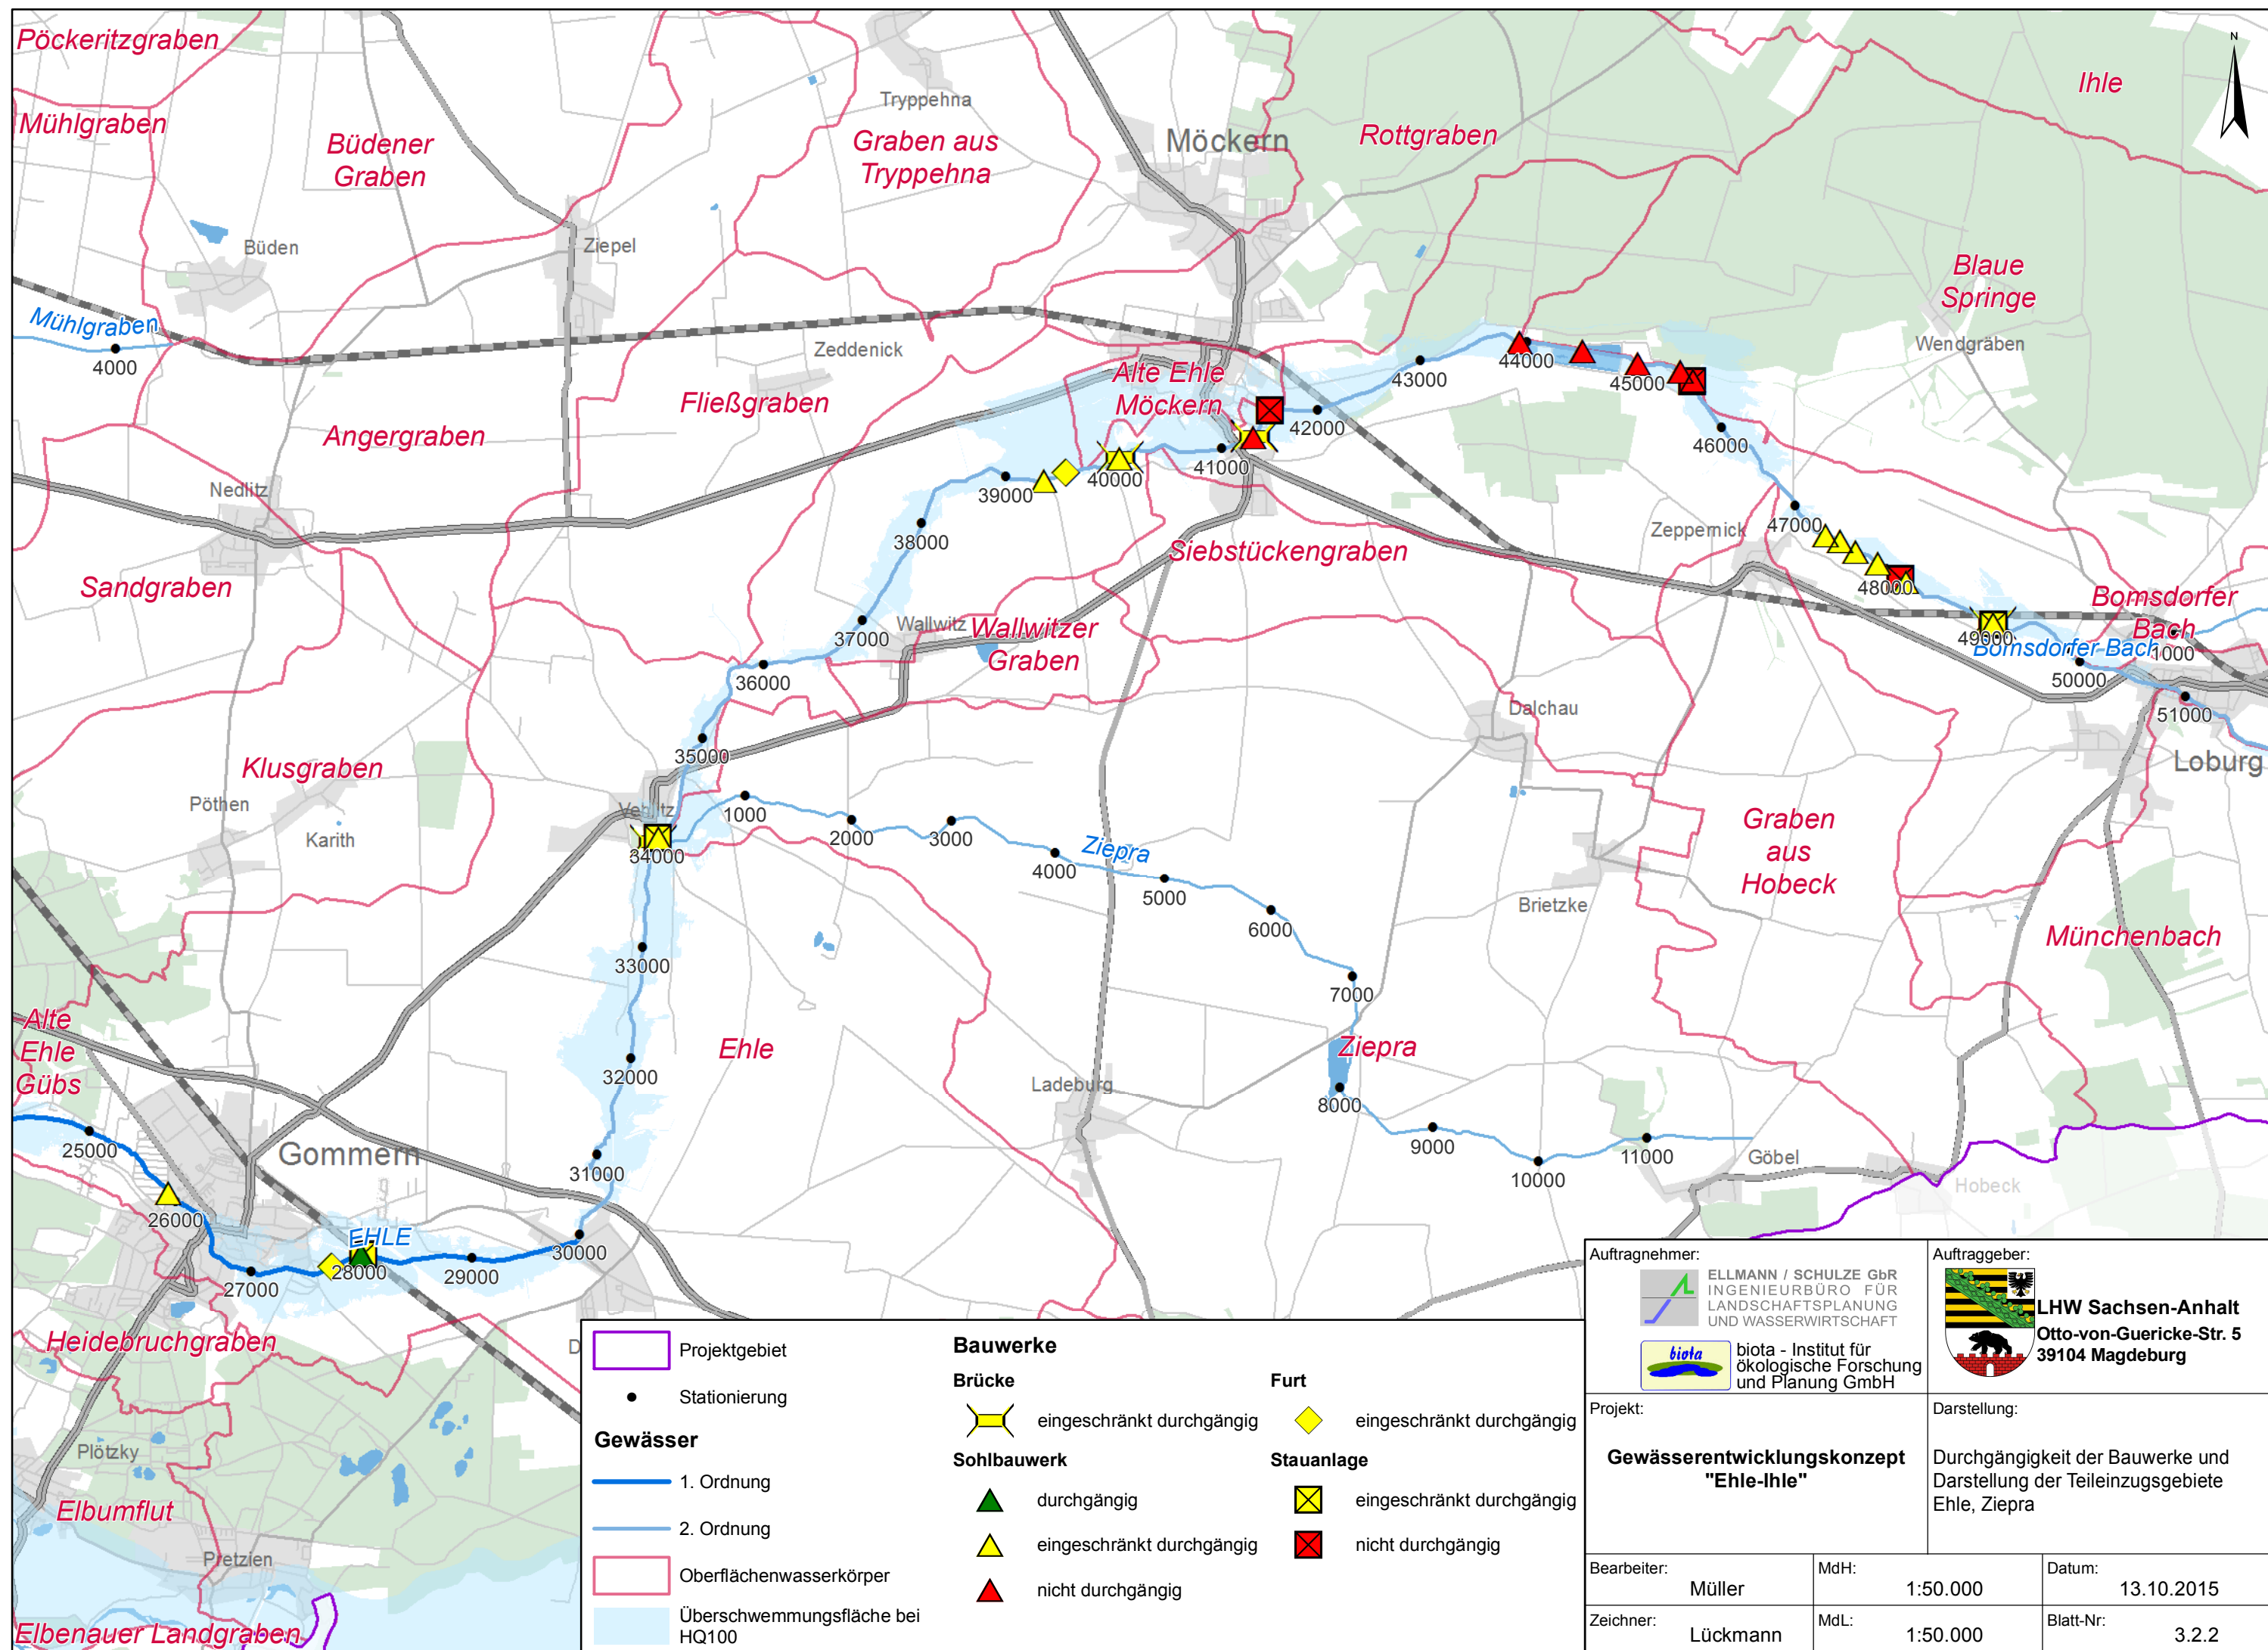 Pöckeritzgraben
Mühlgraben
Büdener
Graben
Tryppehna
Graben aus
Tryppehna
Möckern
Rottgraben
Ihle
N
Büden
Ziepel
Blaue
Springe
Wendgräben
Mühlgraben
4000
Zeddenick
Fließgraben
Angergraben
Alte Ehle
Möckern
43000
44000
45000
42000
41000
40000
39000
38000
46000
47000
48000
49000
Nedlitz
Sandgraben
Siebstückengraben
Zeppernick
Bomsdorfer
Bach
Bomsdorfer Bach
1000
50000
51000
Loburg
37000
Wallwitz
Wallwitzer
Graben
36000
35000
Dalchau
Klusgraben
Pöthen
Karith
34000
1000
2000
3000
4000
Ziepra
5000
6000
7000
Graben
aus
Hobeck
Brietzke
Münchenbach
33000
32000
31000
Ehle
Ladeburg
Ziepra
8000
9000
10000
11000
Göbel
Hobeck
Alte
Ehle
Gübs
25000
26000
Gommern
EHLE
27000
28000
29000
30000
Heidebruchgraben
D
Plötzky
Elbumflut
Pretzien
Elbenauer Landgraben
Projektgebiet
Stationierung
Gewässer
1. Ordnung
2. Ordnung
Oberflächenwasserkörper
Überschwemmungsfläche bei
HQ100
Bauwerke
Brücke
eingeschränkt durchgängig
Sohlbauwerk
durchgängig
eingeschränkt durchgängig
nicht durchgängig
Furt
eingeschränkt durchgängig
Stauanlage
eingeschränkt durchgängig
nicht durchgängig
Auftragnehmer:
ELLMANN / SCHULZE GbR
INGENIEURBÜRO FÜR
LANDSCHAFTSPLANUNG
UND WASSERWIRTSCHAFT
biota
biota - Institut für
ökologische Forschung
und Planung GmbH
Auftraggeber:
LHW Sachsen-Anhalt
Otto-von-Guericke-Str. 5
39104 Magdeburg
Projekt:
Gewässerentwicklungskonzept
"Ehle-Ihle"
Darstellung:
Durchgängigkeit der Bauwerke und
Darstellung der Teileinzugsgebiete
Ehle, Ziepra
Bearbeiter:
Müller
MdH:
1:50.000
Datum:
13.10.2015
Zeichner:
Lückmann
MdL:
1:50.000
Blatt-Nr:
3.2.2